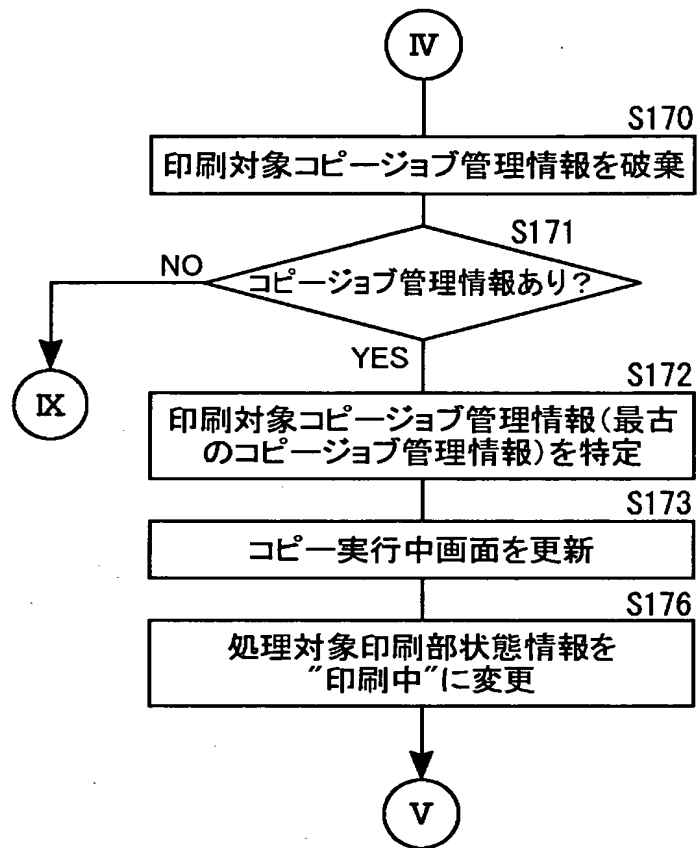 Ⅳ
S170
印刷対象コピージョブ管理情報を破棄
S171
NO
コピージョブ管理情報あり？
YES
Ⅸ
S172
印刷対象コピージョブ管理情報（最古
のコピージョブ管理情報）を特定
S173
コピー実行中画面を更新
S176
処理対象印刷部状態情報を
"印刷中"に変更
Ⅴ